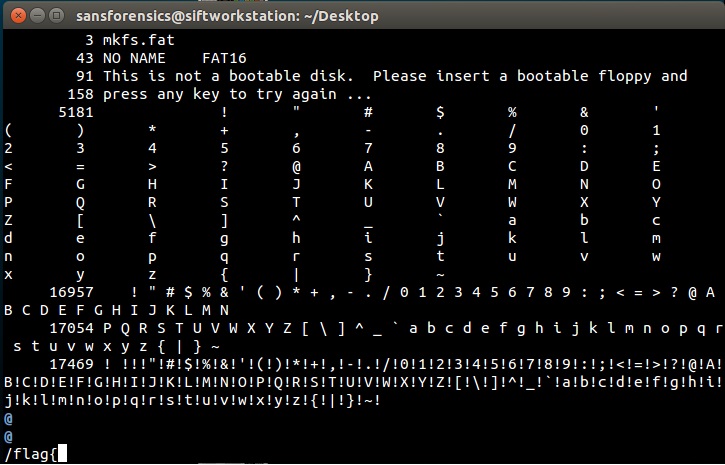 sansforensics@siftworkstation: ~/Desktop
3 mkfs.fat
43 NO NAME    FAT16
91 This is not a bootable disk.  Please insert a bootable floppy and
158 press any key to try again ...
5181 ! " # $ % & '
( ) * + , - . / 0 1
2 3 4 5 6 7 8 9 : ;
< = > ? @ A B C D E
F G H I J K L M N O
P Q R S T U V W X Y
Z [ \ ] ^ _ ` a b c
d e f g h i j k l m
n o p q r s t u v w
x y z { | } ~
16957 ! " # $ % & ' ( ) * + , - . / 0 1 2 3 4 5 6 7 8 9 : ; < = > ? @ A
B C D E F G H I J K L M N
17054 P Q R S T U V W X Y Z [ \ ] ^ _ ` a b c d e f g h i j k l m n o p q r
s t u v w x y z { | } ~
17469 ! !!!"!#!$!%!&!'!(!)!*!+!,!-!.!/!0!1!2!3!4!5!6!7!8!9!:!;!<!=!>!?!@!A!
B!C!D!E!F!G!H!I!J!K!L!M!N!O!P!Q!R!S!T!U!V!W!X!Y!Z![!\!]!^!_!`!a!b!c!d!e!f!g!h!i!
j!k!l!m!n!o!p!q!r!s!t!u!v!w!x!y!z!{!|!}!~!
@
@
/flag{